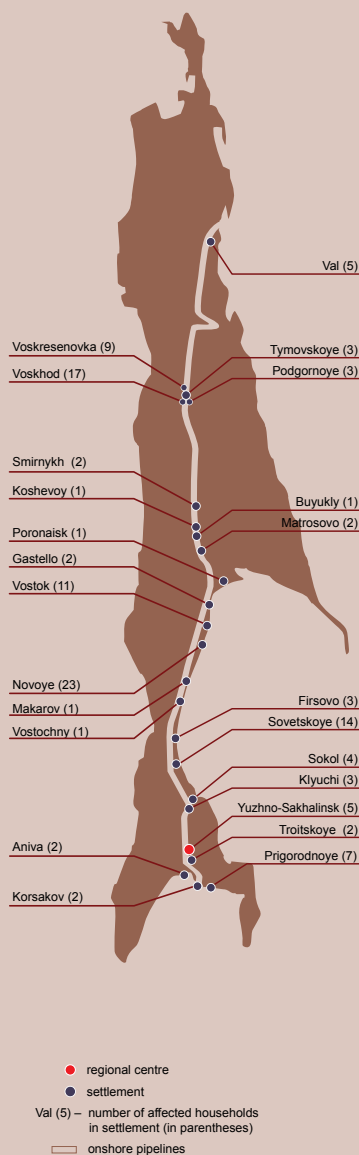 Val (5)
Voskresenovka (9)
Tymovskoye (3)
Voskhod (17)
Podgornoye (3)
Smirnykh (2)
Koshevoy (1)
Buyukly (1)
Poronaisk (1)
Matrosovo (2)
Gastello (2)
Vostok (11)
Novoye (23)
Makarov (1)
Firsovo (3)
Vostochny (1)
Sovetskoye (14)
Sokol (4)
Klyuchi (3)
Yuzhno-Sakhalinsk (5)
Troitskoye (2)
Aniva (2)
Prigorodnoye (7)
Korsakov (2)
regional centre
settlement
Val (5) – number of affected households
in settlement (in parentheses)
onshore pipelines